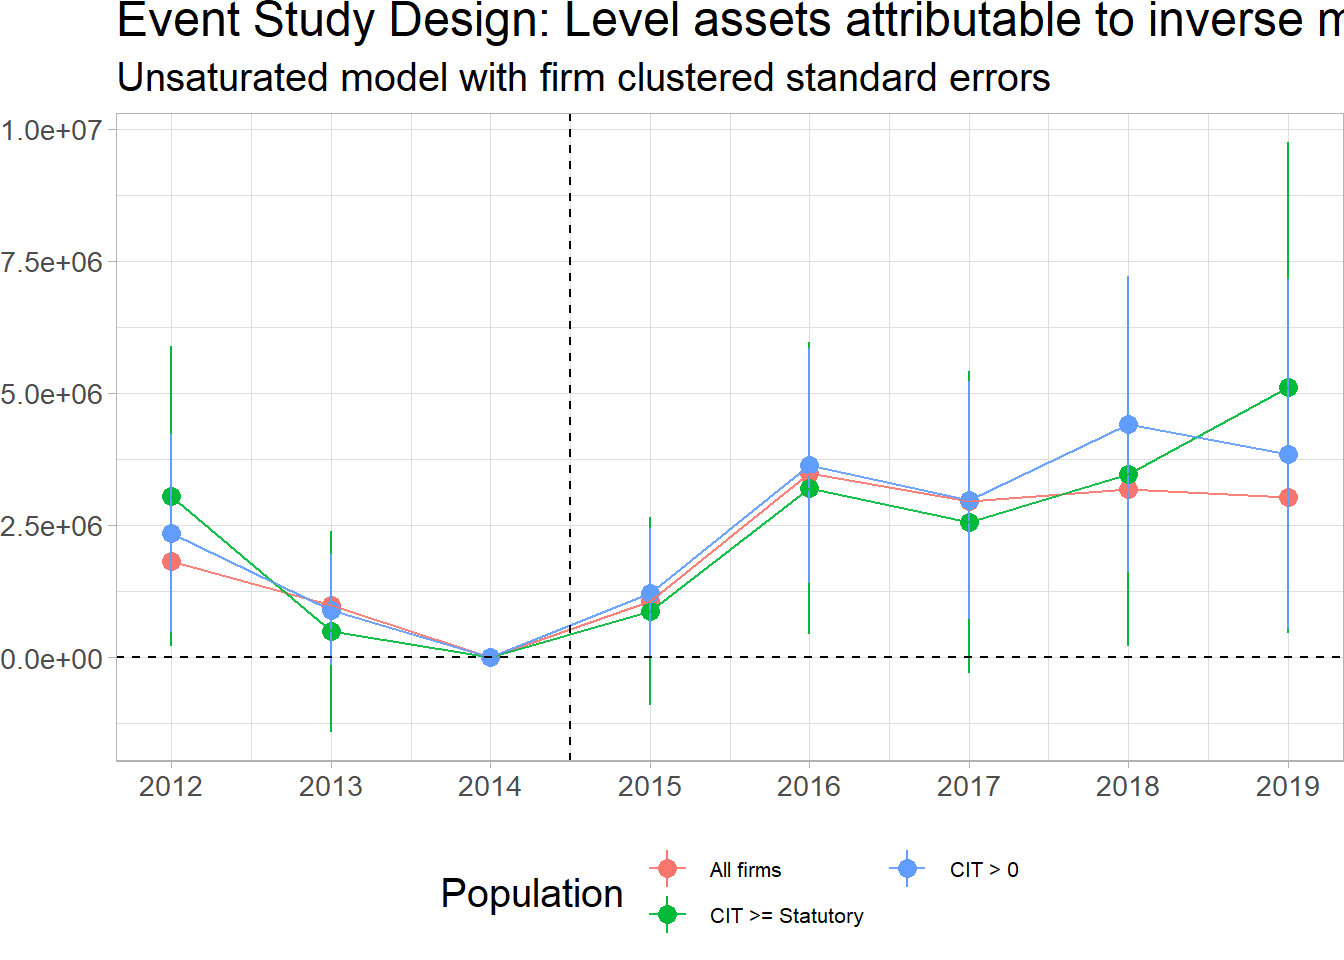 Event Study Design: Level assets attributable to inverse
Unsaturated model with firm clustered standard errors
1.0e+07
7.5e+06
5.0e+06
2.5e+06
0.0e+00
2012 2013 2014 2015 2016 2017 2018 2019
Population
All firms
CIT > 0
CIT >= Statutory